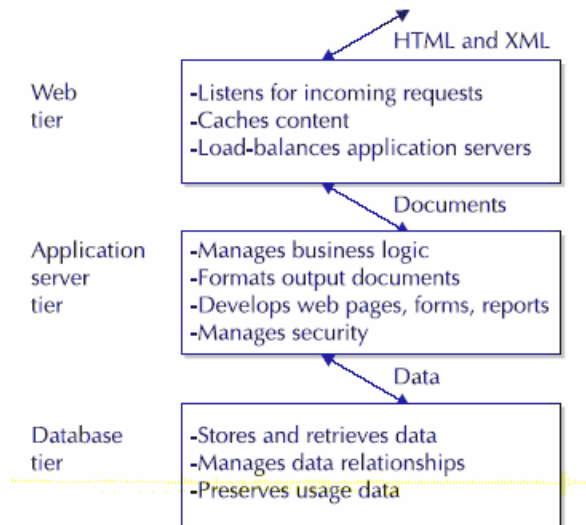 HTML and XML
Web
tier
-Listens for incoming requests
-Caches content
-Load-balances application servers
Documents
Application
server
tier
-Manages business logic
-Formats output documents
-Develops web pages, forms, reports
-Manages security
Data
Database
tier
-Stores and retrieves data
-Manages data relationships
-Preserves usage data